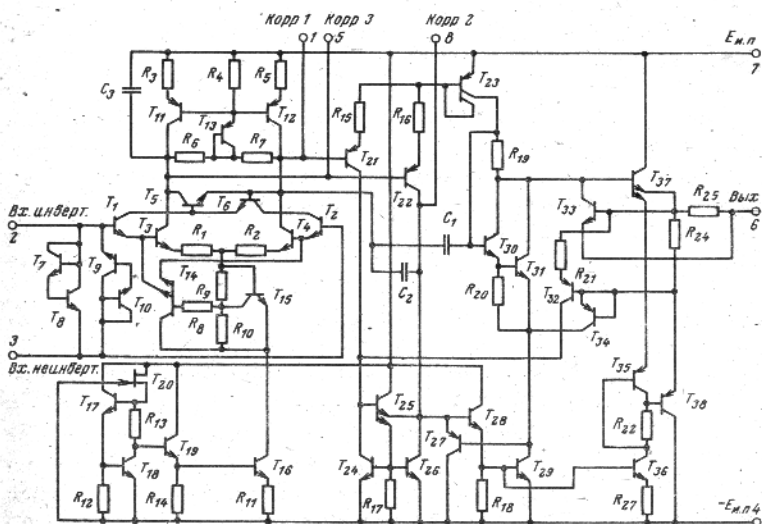 Корр 1 Корр 3 Корр 2
1 5 8
Eи.п
7
R3 R4 R5
C3
T23
R15 R16
T11 T13 T12
R6 R7
R19
T21
T37
T5 T6
T22
T33
R25 Вых
6
Вх. инверт.
2
T1 T3 R1 R2 T4 T2
C1
T30
R24
T7 T9
T31
R21
T14
R9 T15
C2
R20
T32
T8 T10
R8 R10
T34
3
Вх. неинверт.
T20
T35
T17
R13
T25
T28
T38
T19
T27
R22
T18
T16
T24 T26
T29
T36
R12 R14 R11
R17
R18
R27
-Eи.п 4